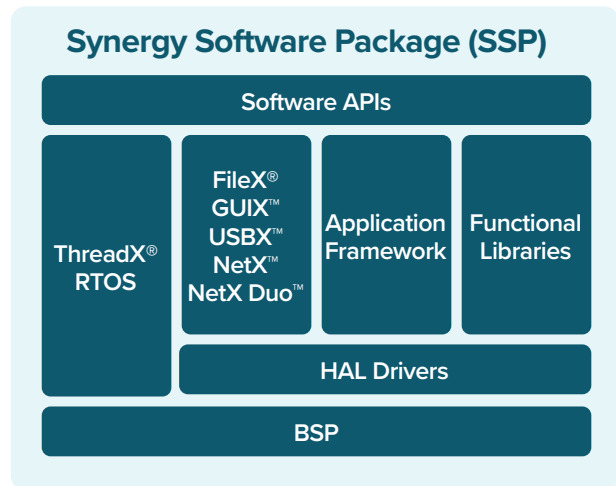 Synergy Software Package (SSP)
Software APIs
ThreadX®
RTOS
FileX®
GUIX™
USBX™
NetX™
NetX Duo™
Application
Framework
Functional
Libraries
HAL Drivers
BSP